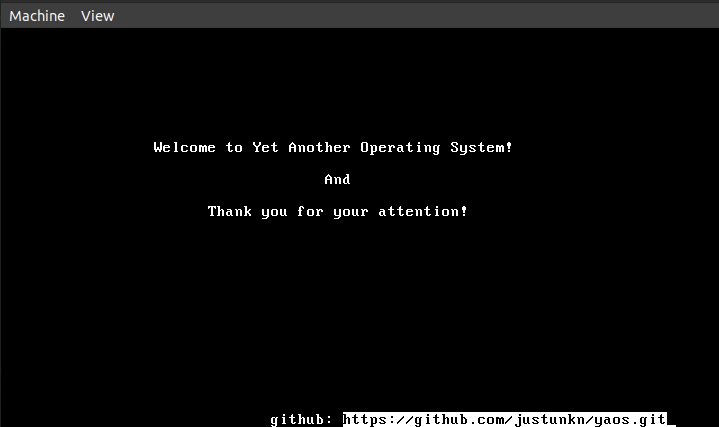 Machine View
Welcome to Yet Another Operating System!
And
Thank you for your attention!
github: https://github.com/justunkn/yaos.git